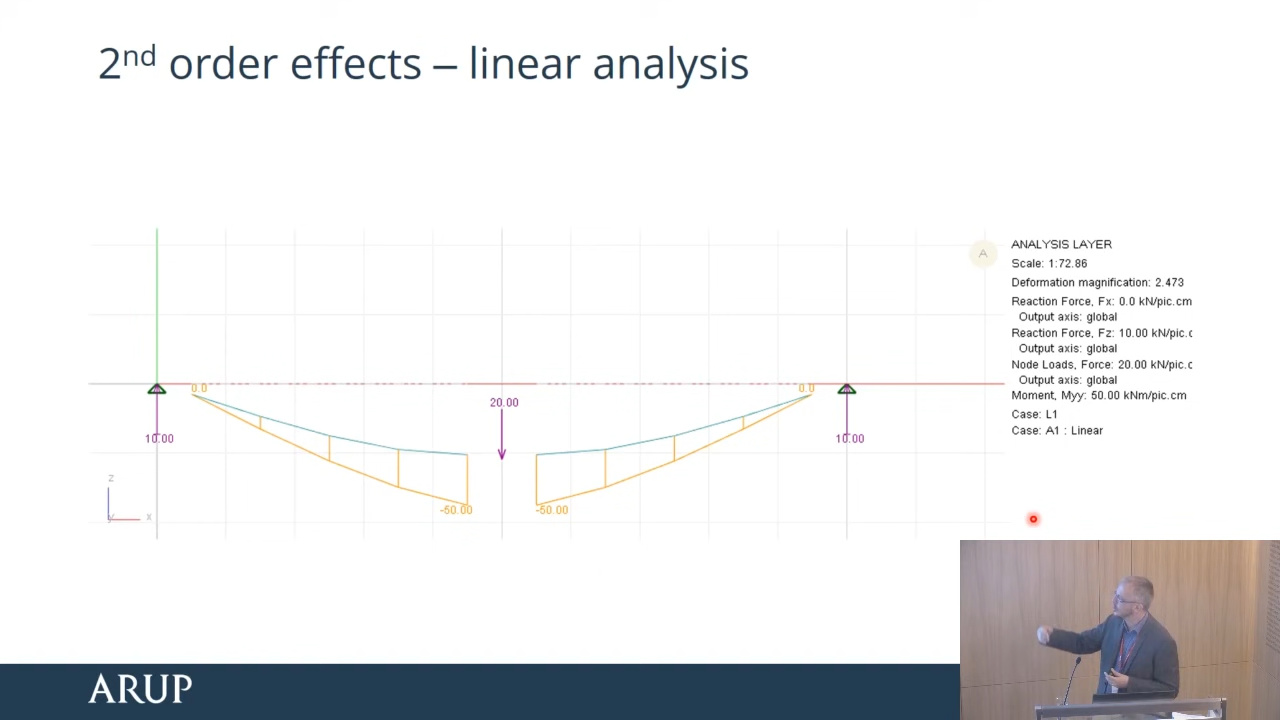 2nd order effects – linear analysis
A
ANALYSIS LAYER
Scale: 1:72.86
Deformation magnification: 2.473
Reaction Force, Fx: 0.0 kN/pic.cm
Output axis: global
Reaction Force, Fz: 10.00 kN/pic.c
Output axis: global
Node Loads, Force: 20.00 kN/pic.c
Output axis: global
Moment, Myy: 50.00 kNm/pic.cm
Case: L1
Case: A1 : Linear
0.0
0.0
20.00
10.00
10.00
z
y x
-50.00
-50.00
ARUP